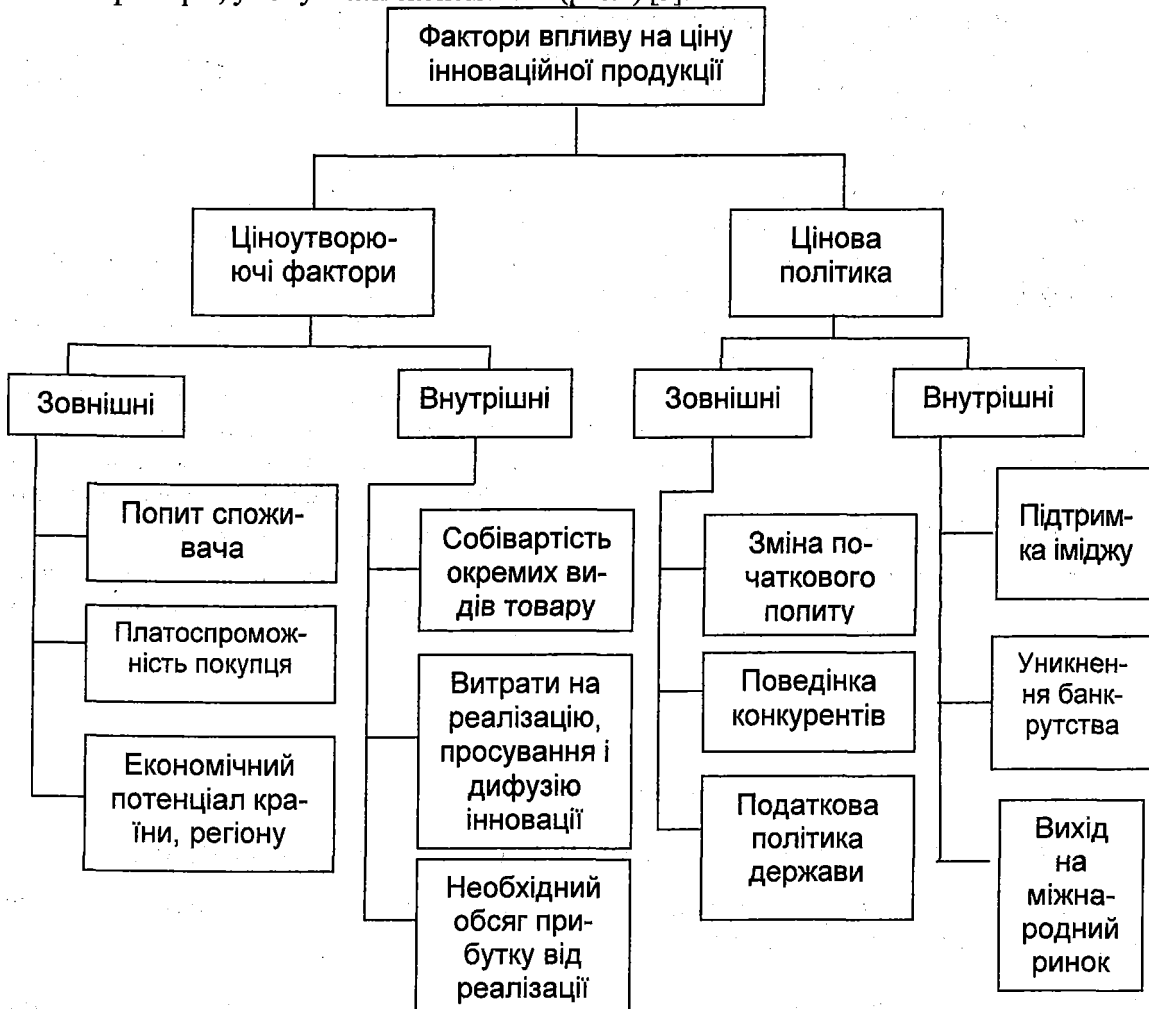 Фактори впливу на ціну
інноваційної продукції
Ціноутворю-
ючі фактори
Цінова
політика
Зовнішні
Внутрішні
Зовнішні
Внутрішні
Попит спожи-
вача
Платоспромож-
ність покупця
Економічний
потенціал кра-
їни, регіону
Собівартість
окремих ви-
дів товару
Витрати на
реалізацію,
просування і
дифузію
інновації
Необхідний
обсяг при-
бутку від
реалізації
Зміна по-
чаткового
попиту
Поведінка
конкурентів
Податкова
політика
держави
Підтрим-
ка іміджу
Уникнен-
ня банк-
рутства
Вихід
на
міжна-
родний
ринок